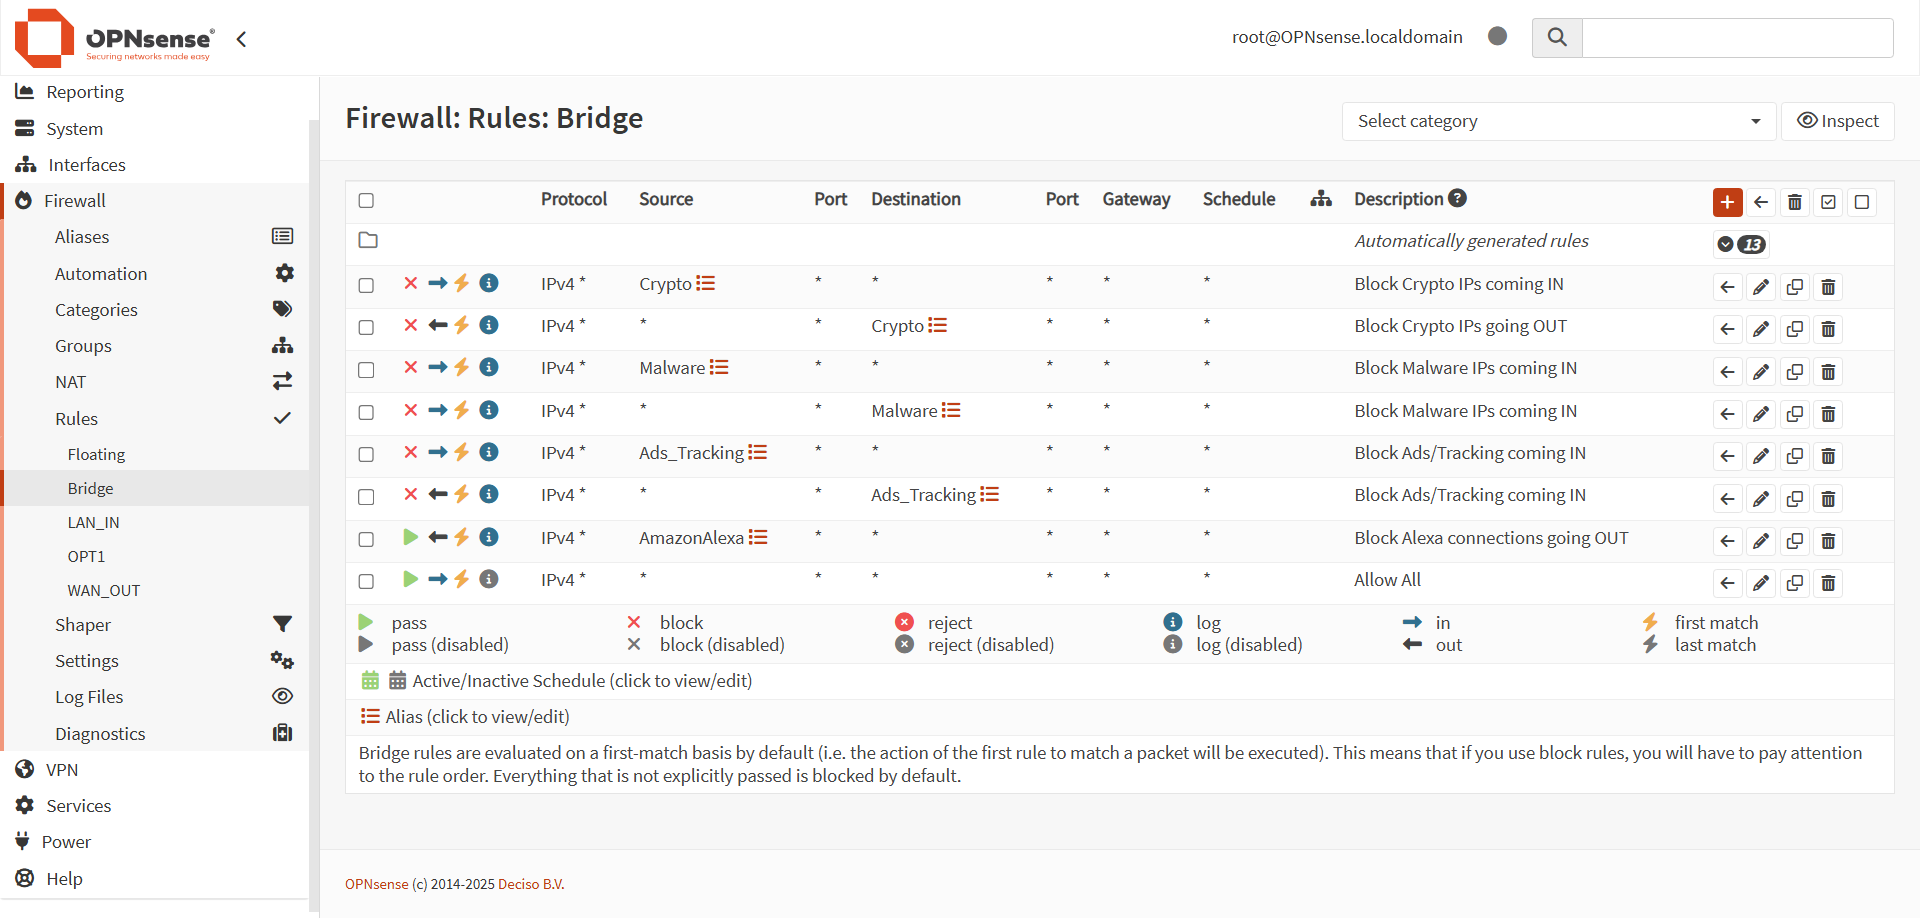 OPNsense®
Securing networks made easy
root@OPNsense.localdomain
Reporting
System
Interfaces
Firewall
Aliases
Automation
Categories
Groups
NAT
Rules
Floating
Bridge
LAN_IN
OPT1
WAN_OUT
Shaper
Settings
Log Files
Diagnostics
VPN
Services
Power
Help
Firewall: Rules: Bridge
Select category
Inspect
Protocol Source Port Destination Port Gateway Schedule Description
Automatically generated rules 13
IPv4 * Crypto * * * * * Block Crypto IPs coming IN
IPv4 * * * Crypto * * * Block Crypto IPs going OUT
IPv4 * Malware * * * * * Block Malware IPs coming IN
IPv4 * * * Malware * * * Block Malware IPs coming IN
IPv4 * Ads_Tracking * * * * * Block Ads/Tracking coming IN
IPv4 * * * Ads_Tracking * * * Block Ads/Tracking coming IN
IPv4 * AmazonAlexa * * * * * Block Alexa connections going OUT
IPv4 * * * * * * * Allow All
pass block reject log in first match
pass (disabled) block (disabled) reject (disabled) log (disabled) out last match
Active/Inactive Schedule (click to view/edit)
Alias (click to view/edit)
Bridge rules are evaluated on a first-match basis by default (i.e. the action of the first rule to match a packet will be executed). This means that if you use block rules, you will have to pay attention
to the rule order. Everything that is not explicitly passed is blocked by default.
OPNsense (c) 2014-2025 Deciso B.V.